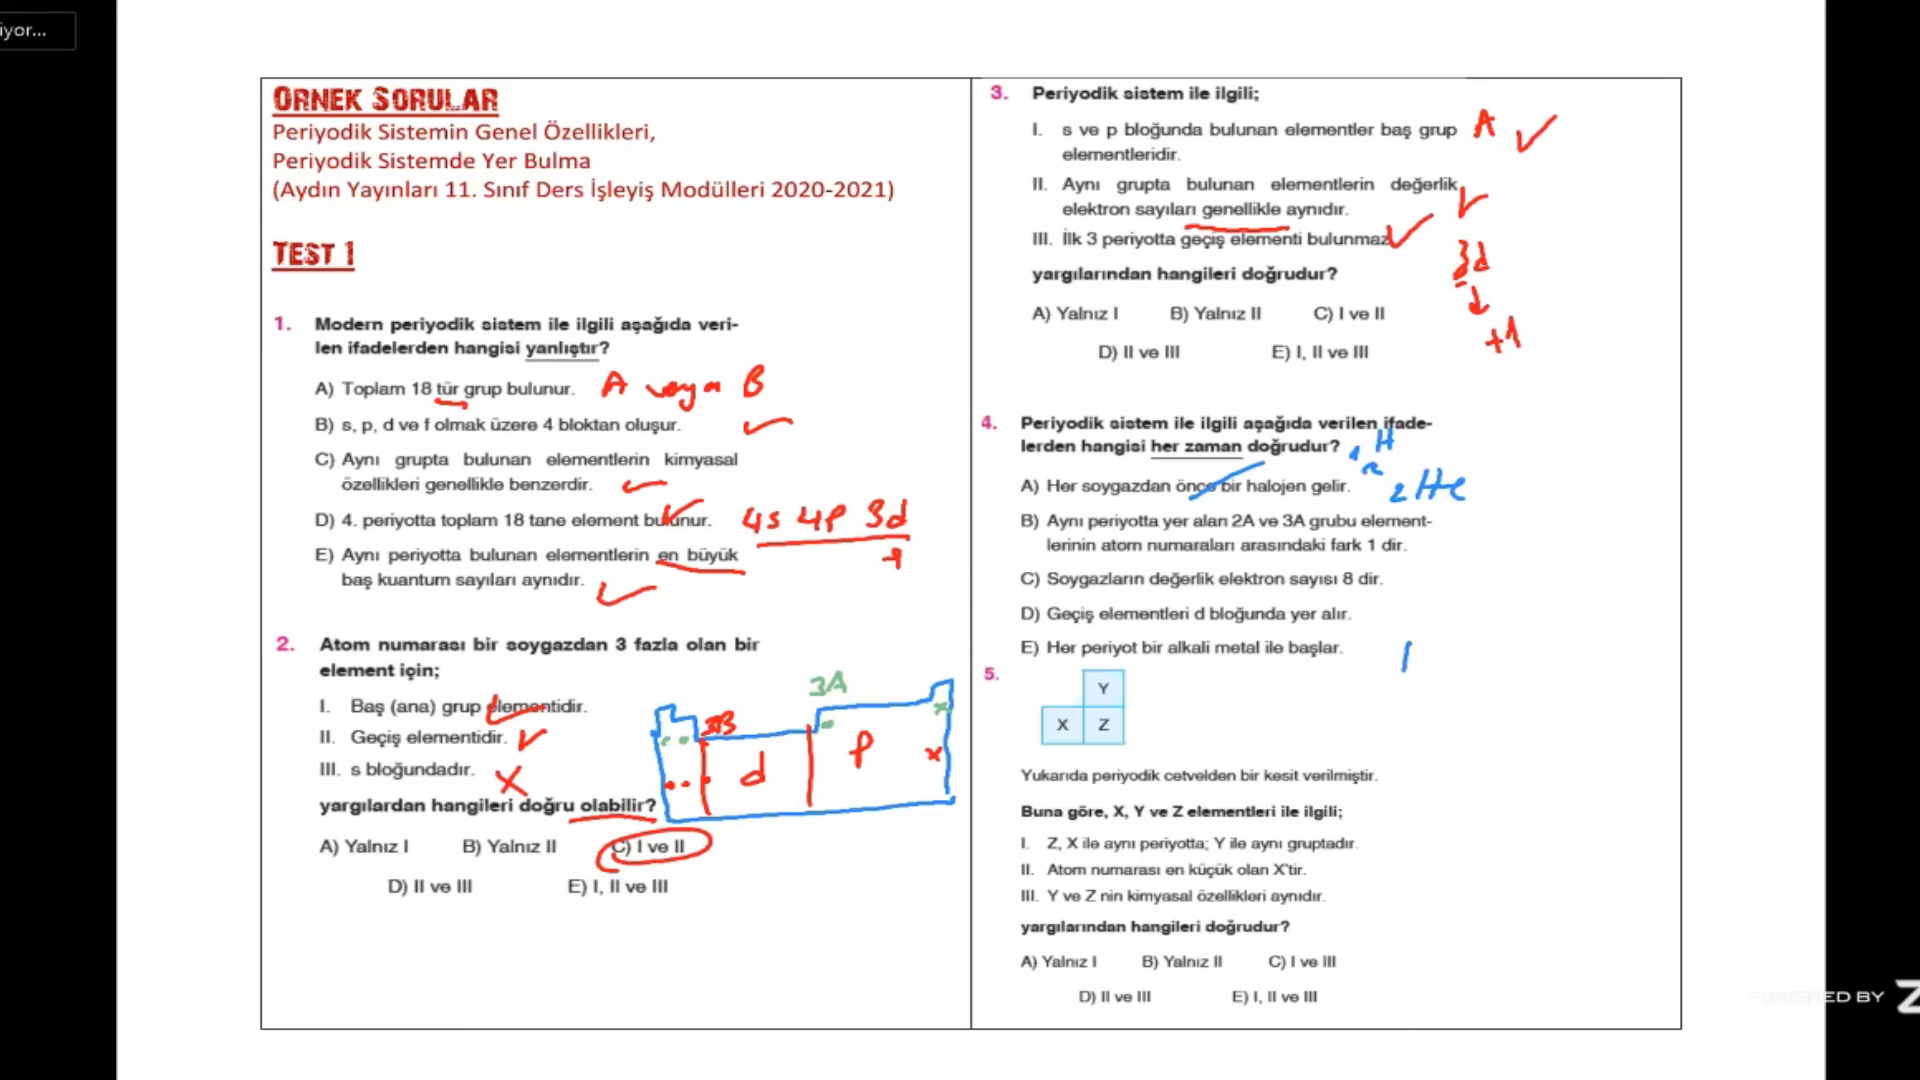 iyor...
ÖRNEK SORULAR
Periyodik Sistemin Genel Özellikleri,
Periyodik Sistemde Yer Bulma
(Aydın Yayınları 11. Sınıf Ders İşleyiş Modülleri 2020-2021)
TEST 1
1. Modern periyodik sistem ile ilgili aşağıda veri-
len ifadelerden hangisi yanlıştır?
A) Toplam 18 tür grup bulunur. A veya B
B) s, p, d ve f olmak üzere 4 bloktan oluşur.
C) Aynı grupta bulunan elementlerin kimyasal
özellikleri genellikle benzerdir.
D) 4. periyotta toplam 18 tane element bulunur. 4s 4p 3d
E) Aynı periyotta bulunan elementlerin en büyük
baş kuantum sayıları aynıdır.
2. Atom numarası bir soygazdan 3 fazla olan bir
element için;
I. Baş (ana) grup elementidir.
II. Geçiş elementidir.
III. s bloğundadır.
yargılardan hangileri doğru olabilir?
A) Yalnız I B) Yalnız II C) I ve II
D) II ve III E) I, II ve III
3A
3B
d p
3. Periyodik sistem ile ilgili;
I. s ve p bloğunda bulunan elementler baş grup A
elementleridir.
II. Aynı grupta bulunan elementlerin değerlik
elektron sayıları genellikle aynıdır.
III. İlk 3 periyotta geçiş elementi bulunmaz
3d
+1
yargılarından hangileri doğrudur?
A) Yalnız I B) Yalnız II C) I ve II
D) II ve III E) I, II ve III
4. Periyodik sistem ile ilgili aşağıda verilen ifade-
lerden hangisi her zaman doğrudur? 1H
A) Her soygazdan önce bir halojen gelir. 2He
B) Aynı periyotta yer alan 2A ve 3A grubu element-
lerinin atom numaraları arasındaki fark 1 dir.
C) Soygazların değerlik elektron sayısı 8 dir.
D) Geçiş elementleri d bloğunda yer alır.
E) Her periyot bir alkali metal ile başlar.
5.
Y
X Z
Yukarıda periyodik cetvelden bir kesit verilmiştir.
Buna göre, X, Y ve Z elementleri ile ilgili;
I. Z, X ile aynı periyotta; Y ile aynı gruptadır.
II. Atom numarası en küçük olan X'tir.
III. Y ve Z nin kimyasal özellikleri aynıdır.
yargılarından hangileri doğrudur?
A) Yalnız I B) Yalnız II C) I ve III
D) II ve III E) I, II ve III
POWERED BY Z